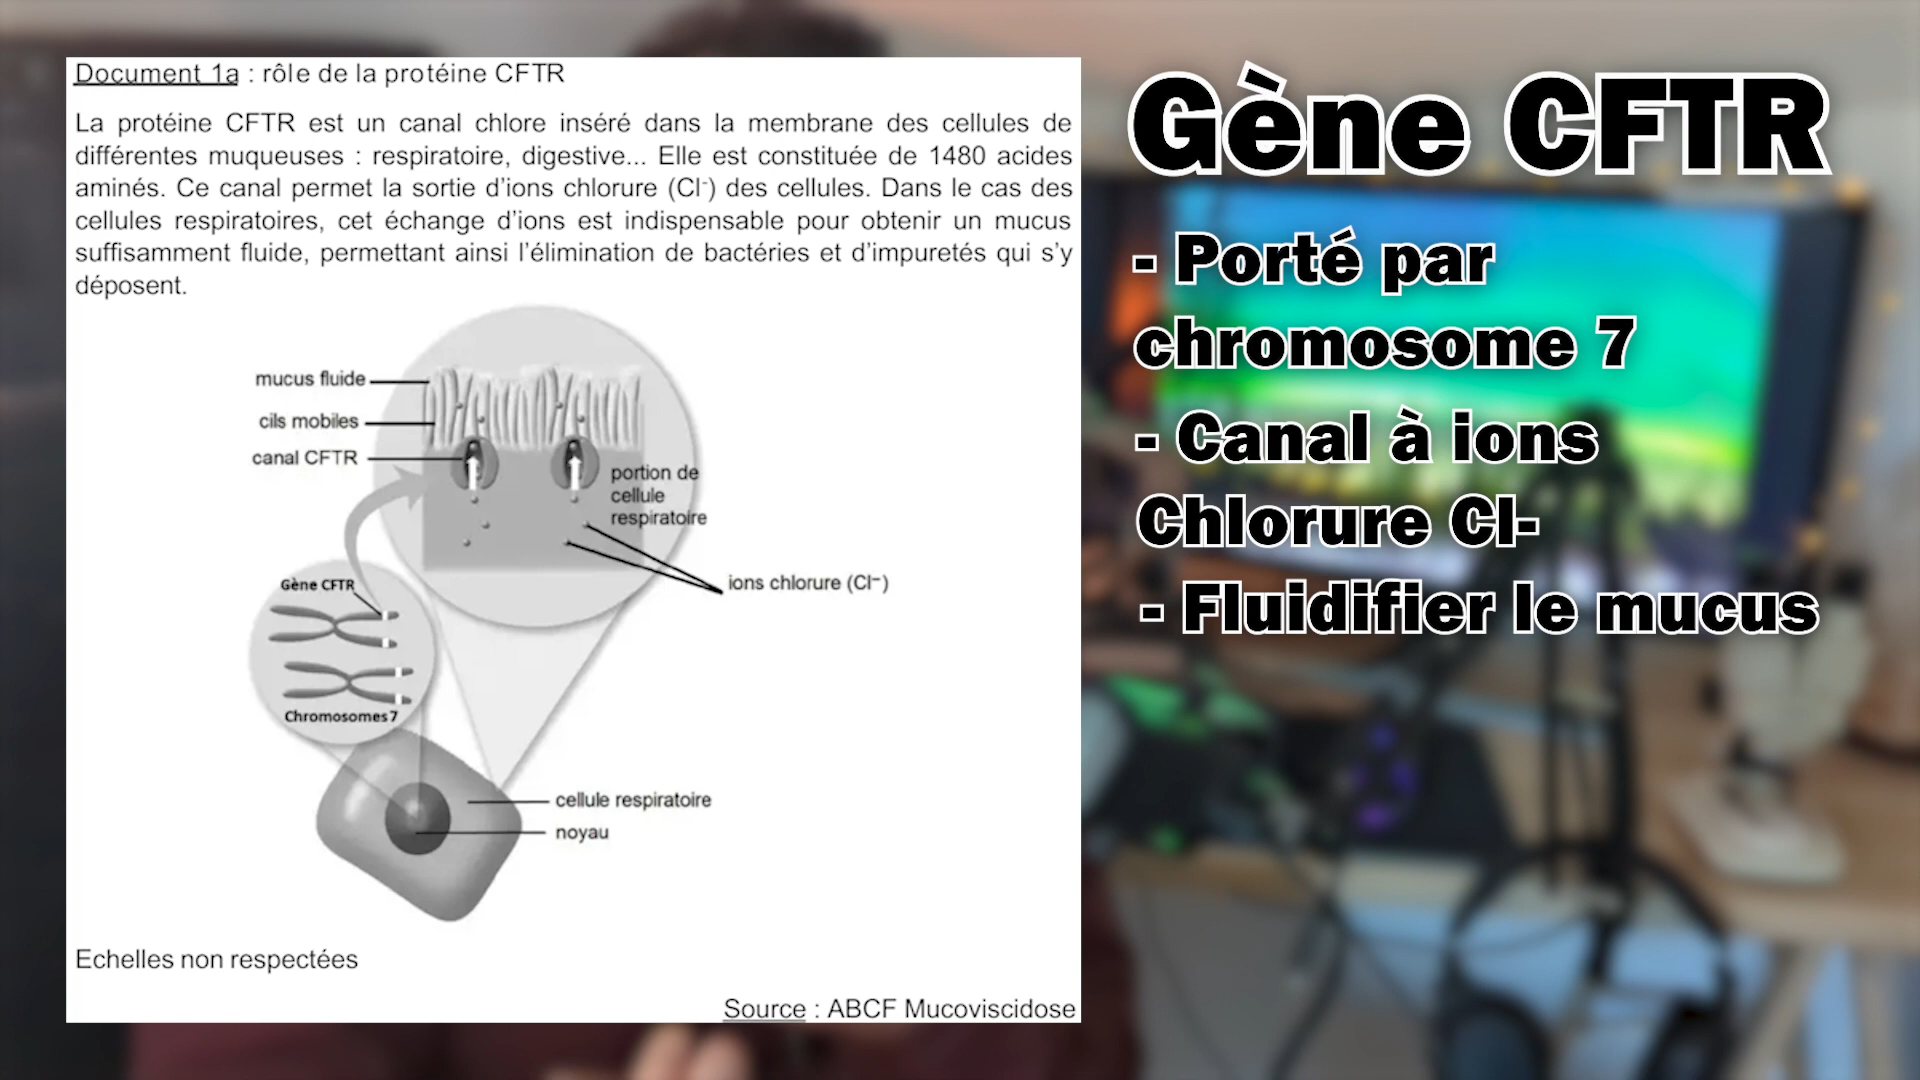 Document 1a : rôle de la protéine CFTR
La protéine CFTR est un canal chlore inséré dans la membrane des cellules de
différentes muqueuses : respiratoire, digestive... Elle est constituée de 1480 acides
aminés. Ce canal permet la sortie d'ions chlorure (Cl⁻) des cellules. Dans le cas des
cellules respiratoires, cet échange d'ions est indispensable pour obtenir un mucus
suffisamment fluide, permettant ainsi l'élimination de bactéries et d'impuretés qui s'y
déposent.
mucus fluide
cils mobiles
canal CFTR
portion de
cellule
respiratoire
ions chlorure (Cl⁻)
Gène CFTR
Chromosomes 7
cellule respiratoire
noyau
Echelles non respectées
Source : ABCF Mucoviscidose
Gène CFTR
- Porté par
chromosome 7
- Canal à ions
Chlorure Cl-
- Fluidifier le mucus